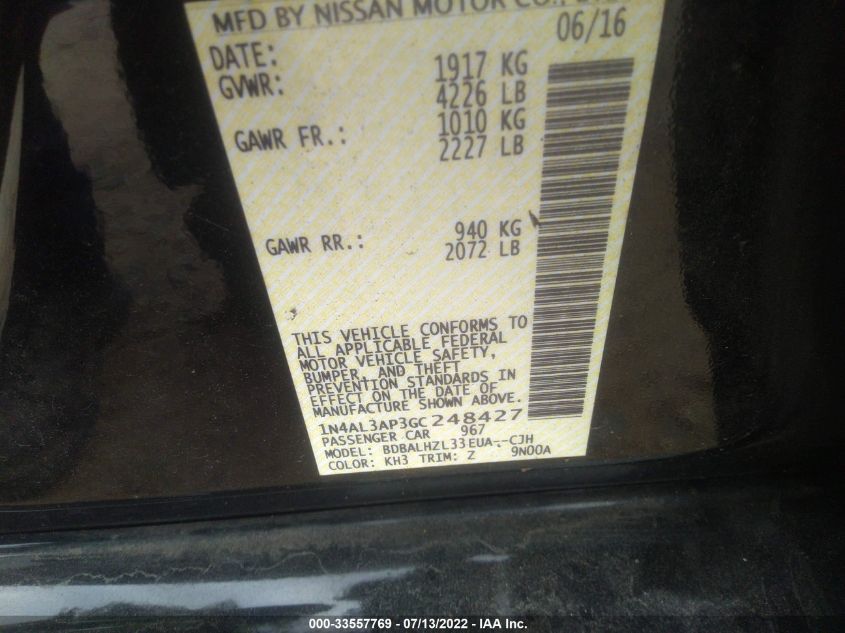 MFD BY NISSAN MOTOR CO.,
DATE: 06/16
GVWR: 1917 KG
4226 LB
GAWR FR.: 1010 KG
2227 LB
GAWR RR.: 940 KG
2072 LB
THIS VEHICLE CONFORMS TO
ALL APPLICABLE FEDERAL
MOTOR VEHICLE SAFETY,
BUMPER, AND THEFT
PREVENTION STANDARDS IN
EFFECT ON THE DATE OF
MANUFACTURE SHOWN ABOVE.
1N4AL3AP3GC248427
PASSENGER CAR 967
MODEL: BDBALHZL33EUA--CJH
COLOR: KH3 TRIM: Z 9N00A
000-33557769 - 07/13/2022 - IAA Inc.